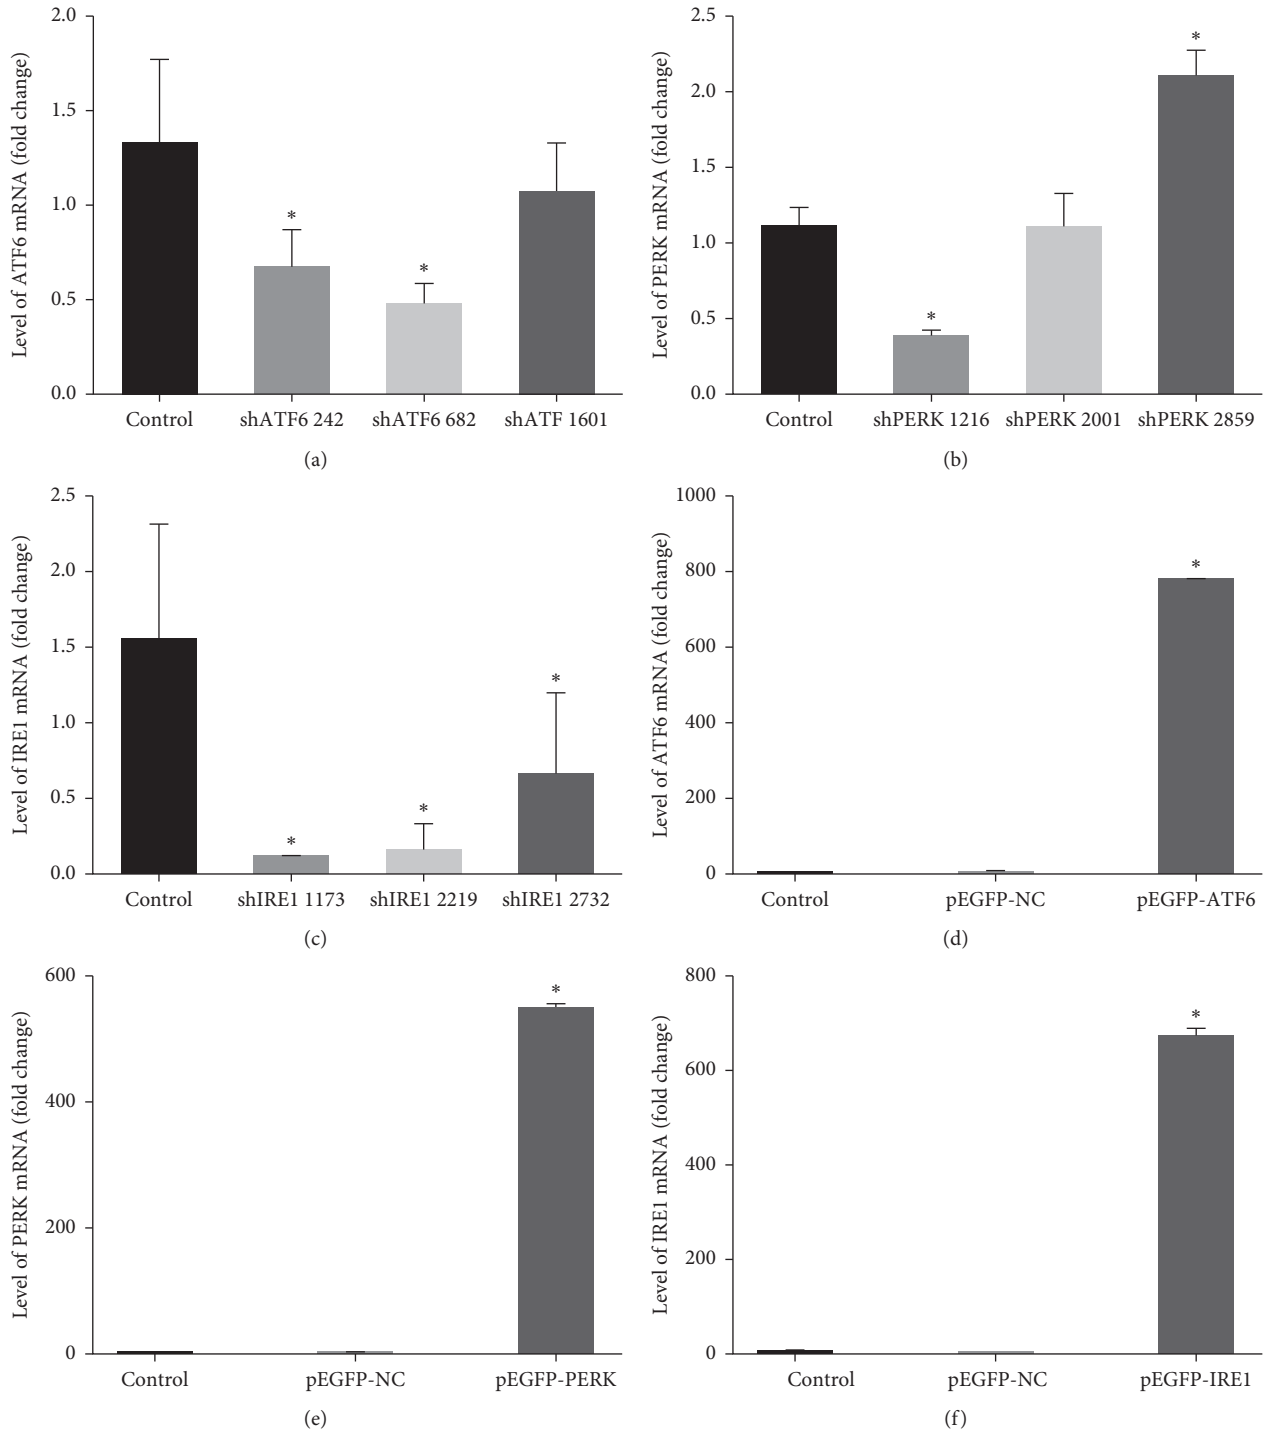 Level of ATF6 mRNA (fold change)
2.0
1.5
1.0
0.5
0.0
*
*
Control shATF6 242 shATF6 682 shATF 1601
(a)
Level of PERK mRNA (fold change)
2.5
2.0
1.5
1.0
0.5
0.0
*
*
Control shPERK 1216 shPERK 2001 shPERK 2859
(b)
Level of IRE1 mRNA (fold change)
2.5
2.0
1.5
1.0
0.5
0.0
*
*
*
Control shIRE1 1173 shIRE1 2219 shIRE1 2732
(c)
Level of ATF6 mRNA (fold change)
1000
800
600
400
200
0
*
Control pEGFP-NC pEGFP-ATF6
(d)
Level of PERK mRNA (fold change)
600
400
200
0
*
Control pEGFP-NC pEGFP-PERK
(e)
Level of IRE1 mRNA (fold change)
800
600
400
200
0
*
Control pEGFP-NC pEGFP-IRE1
(f)